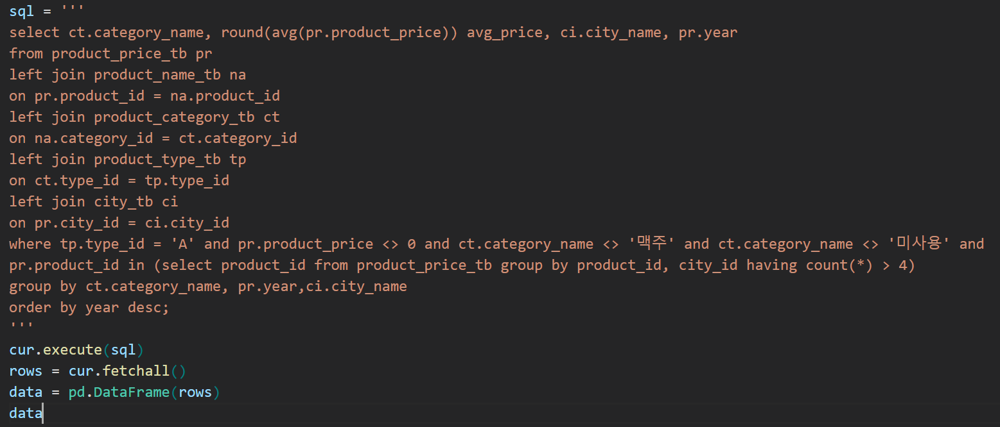 sql = '''
select ct.category_name, round(avg(pr.product_price)) avg_price, ci.city_name, pr.year
from product_price_tb pr
left join product_name_tb na
on pr.product_id = na.product_id
left join product_category_tb ct
on na.category_id = ct.category_id
left join product_type_tb tp
on ct.type_id = tp.type_id
left join city_tb ci
on pr.city_id = ci.city_id
where tp.type_id = 'A' and pr.product_price <> 0 and ct.category_name <> '맥주' and ct.category_name <> '미사용' and
pr.product_id in (select product_id from product_price_tb group by product_id, city_id having count(*) > 4)
group by ct.category_name, pr.year,ci.city_name
order by year desc;
'''
cur.execute(sql)
rows = cur.fetchall()
data = pd.DataFrame(rows)
data